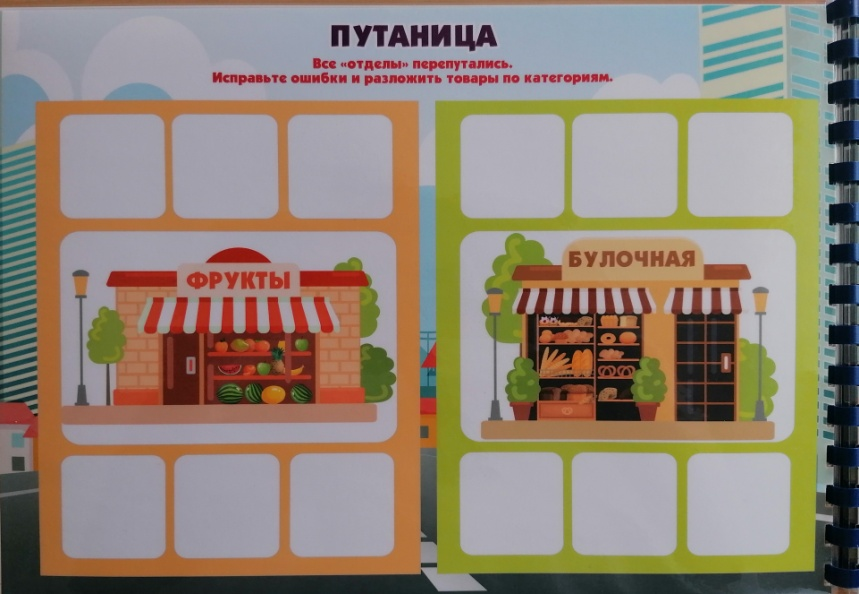 ПУТАНИЦА
Все «отделы» перепутались.
Исправьте ошибки и разложить товары по категориям.
ФРУКТЫ
БУЛОЧНАЯ